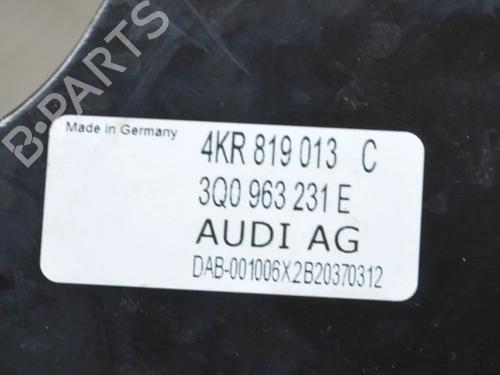 B-PARTS
Made in Germany
4KR 819 013 C
3Q0 963 231 E
AUDI AG
DAB-001006X2B20370312